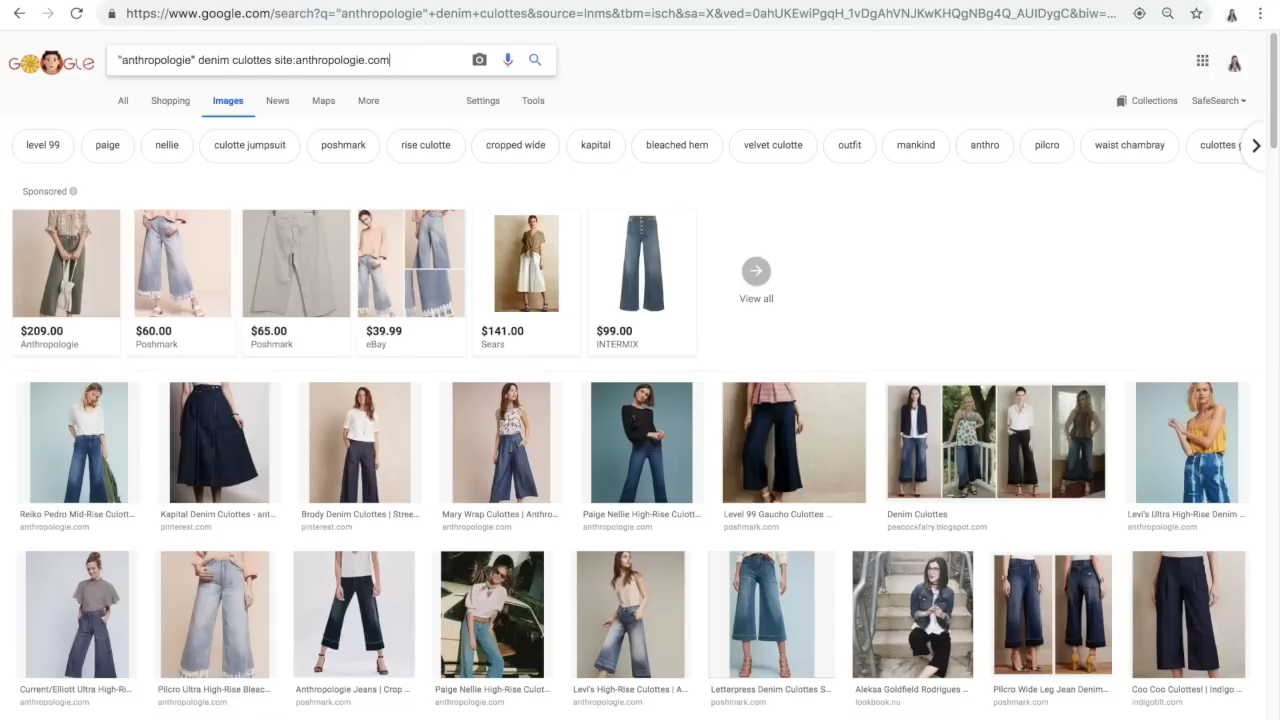 https://www.google.com/search?q="anthropologie"+denim+culottes&source=lnms&tbm=isch&sa=X&ved=0ahUKEwiPgqH_1vDgAhVNJKwKHQgNBg4Q_AUIDygC&biw=...
GOOGLE
"anthropologie" denim culottes site:anthropologie.com
All Shopping Images News Maps More Settings Tools
Collections SafeSearch
level 99 paige nellie culotte jumpsuit poshmark rise culotte cropped wide kapital bleached hem velvet culotte outfit mankind anthro pilcro waist chambray culottes
Sponsored
$209.00 $60.00 $65.00 $39.99 $141.00 $99.00
Anthropologie Poshmark Poshmark eBay Sears INTERMIX
View all
Reiko Pedro Mid-Rise Culott... Kapital Denim Culottes - ant... Brody Denim Culottes | Stree... Mary Wrap Culottes | Anthro... Paige Nellie High-Rise Culott... Level 99 Gaucho Culottes ... Denim Culottes Levi's Ultra High-Rise Denim ...
anthropologie.com pinterest.com pinterest.com anthropologie.com anthropologie.com poshmark.com peacockfairy.blogspot.com anthropologie.com
Current/Elliott Ultra High-Ri... Pilcro Ultra High-Rise Bleac... Anthropologie Jeans | Crop ... Paige Nellie High-Rise Culot... Levi's High-Rise Culottes | A... Letterpress Denim Culottes S... Aleksa Goldfield Rodrigues ... Pilcro Wide Leg Jean Denim... Coo Coo Culottes! | Indigo ...
anthropologie.com anthropologie.com poshmark.com anthropologie.com anthropologie.com poshmark.com lookbook.nu poshmark.com indigotilt.com